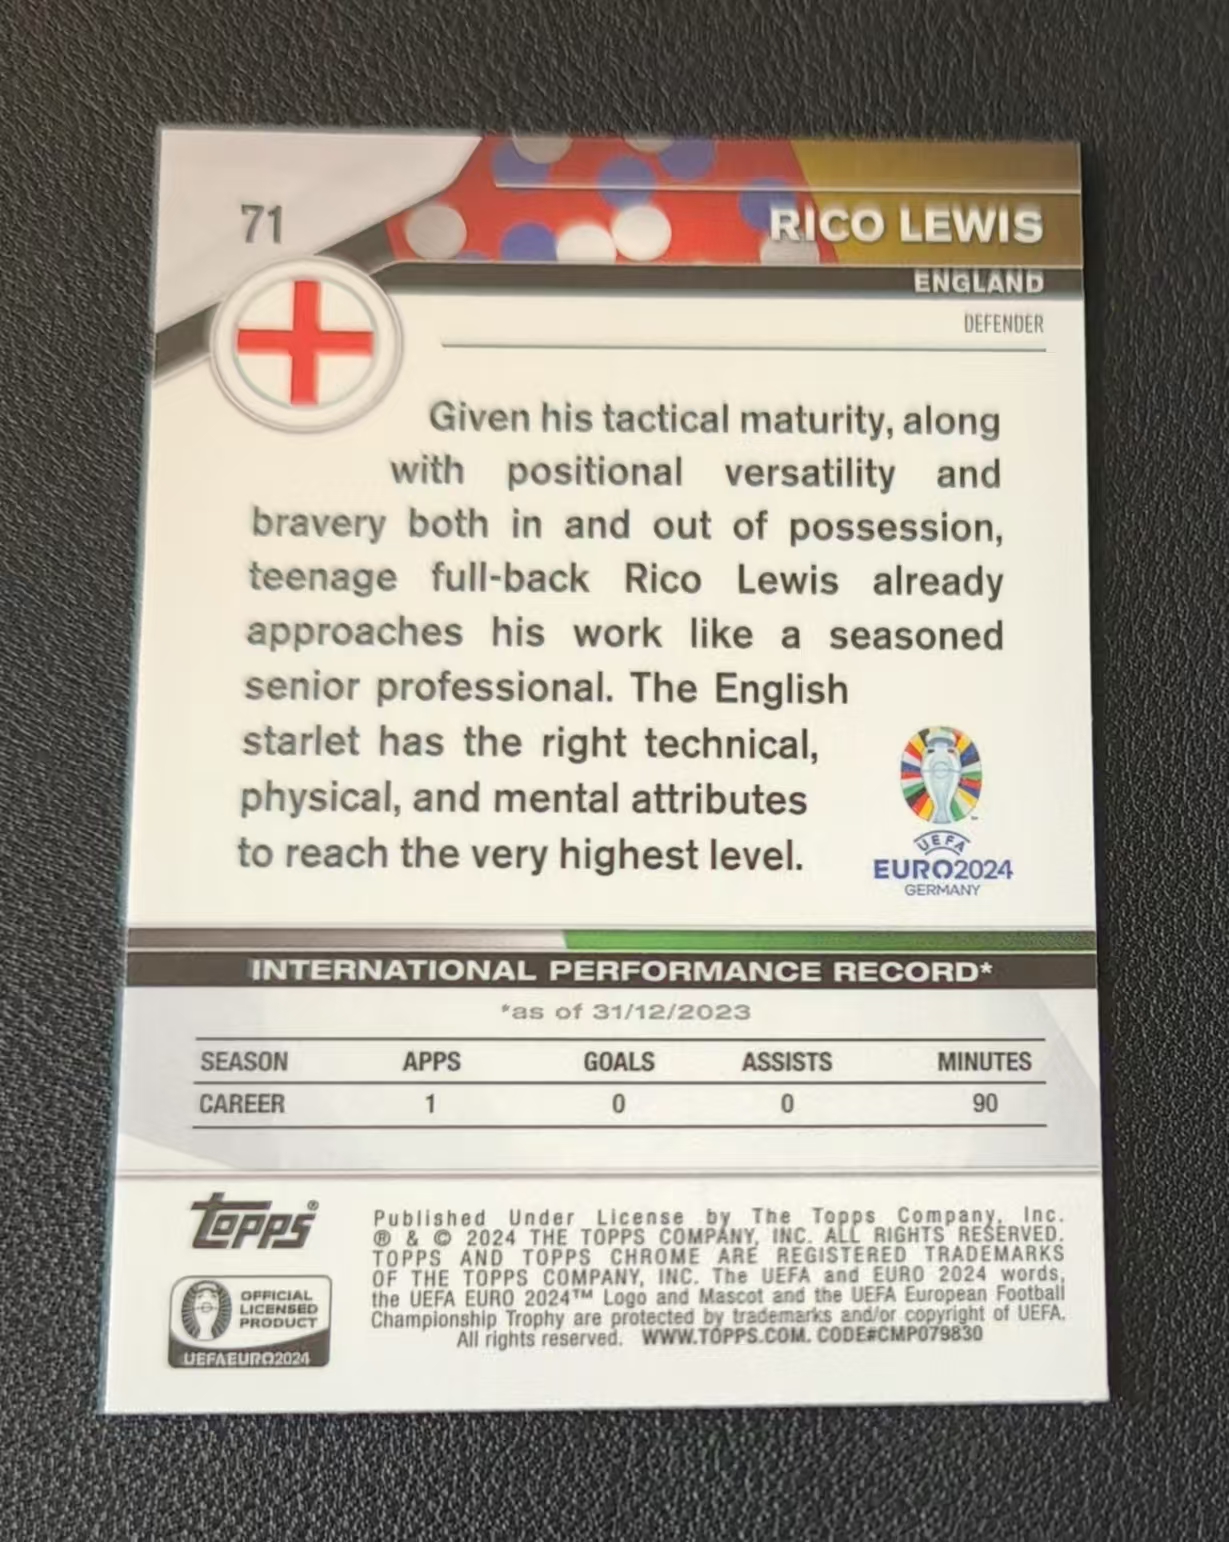 71
RICO LEWIS
ENGLAND
DEFENDER
Given his tactical maturity, along
with positional versatility and
bravery both in and out of possession,
teenage full-back Rico Lewis already
approaches his work like a seasoned
senior professional. The English
starlet has the right technical,
physical, and mental attributes
to reach the very highest level.
UEFA
EURO2024
GERMANY
INTERNATIONAL PERFORMANCE RECORD*
*as of 31/12/2023
SEASON APPS GOALS ASSISTS MINUTES
CAREER 1 0 0 90
Topps®
Published Under License by The Topps Company, Inc.
® & © 2024 THE TOPPS COMPANY, INC. ALL RIGHTS RESERVED.
TOPPS AND TOPPS CHROME ARE REGISTERED TRADEMARKS
OF THE TOPPS COMPANY, INC. The UEFA and EURO 2024 words,
the UEFA EURO 2024™ Logo and Mascot and the UEFA European Football
Championship Trophy are protected by trademarks and/or copyright of UEFA.
All rights reserved. WWW.TOPPS.COM. CODE#CMP079830
OFFICIAL
LICENSED
PRODUCT
UEFAEURO2024